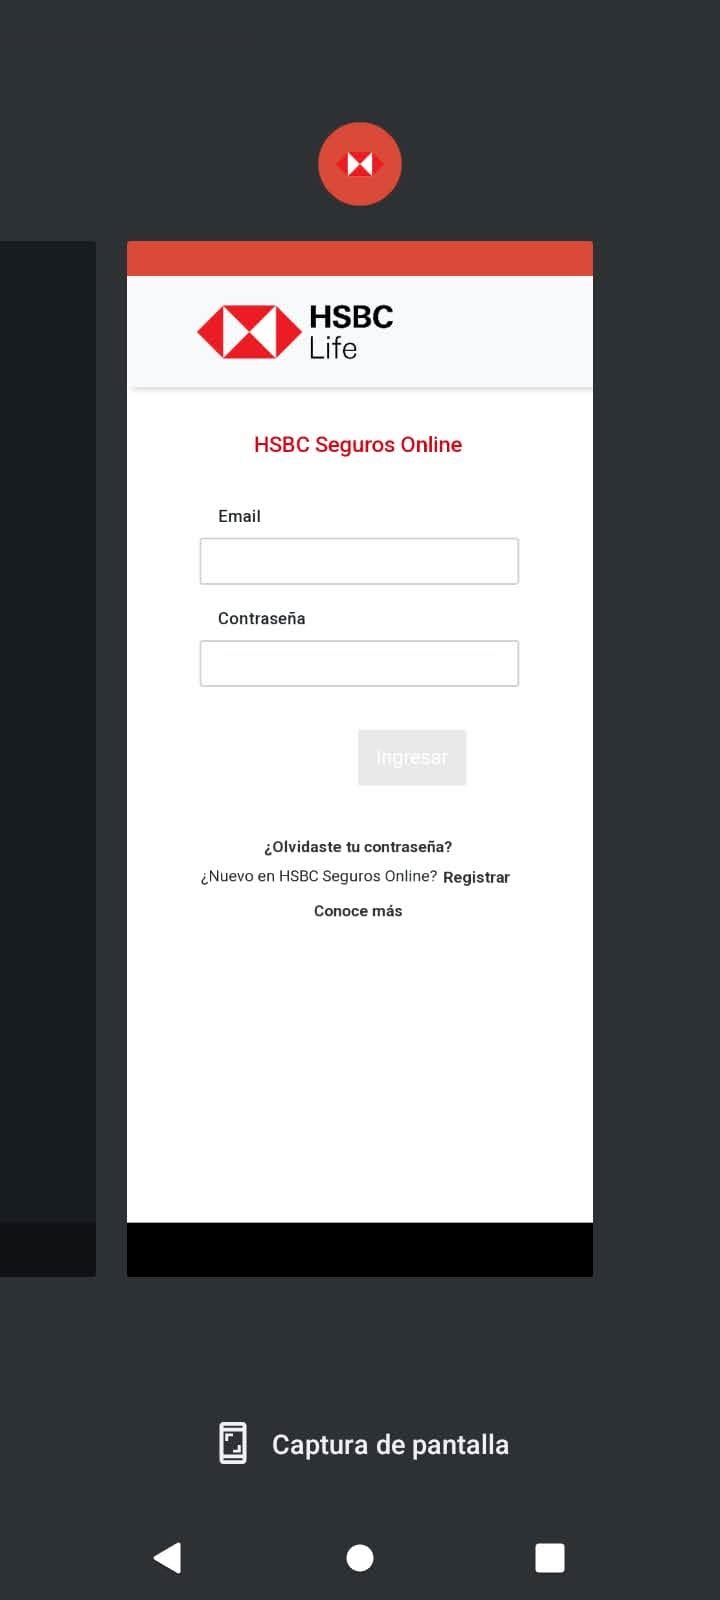 HSBC
Life
HSBC Seguros Online
Email
Contraseña
Ingresar
¿Olvidaste tu contraseña?
¿Nuevo en HSBC Seguros Online? Registrar
Conoce más
Captura de pantalla